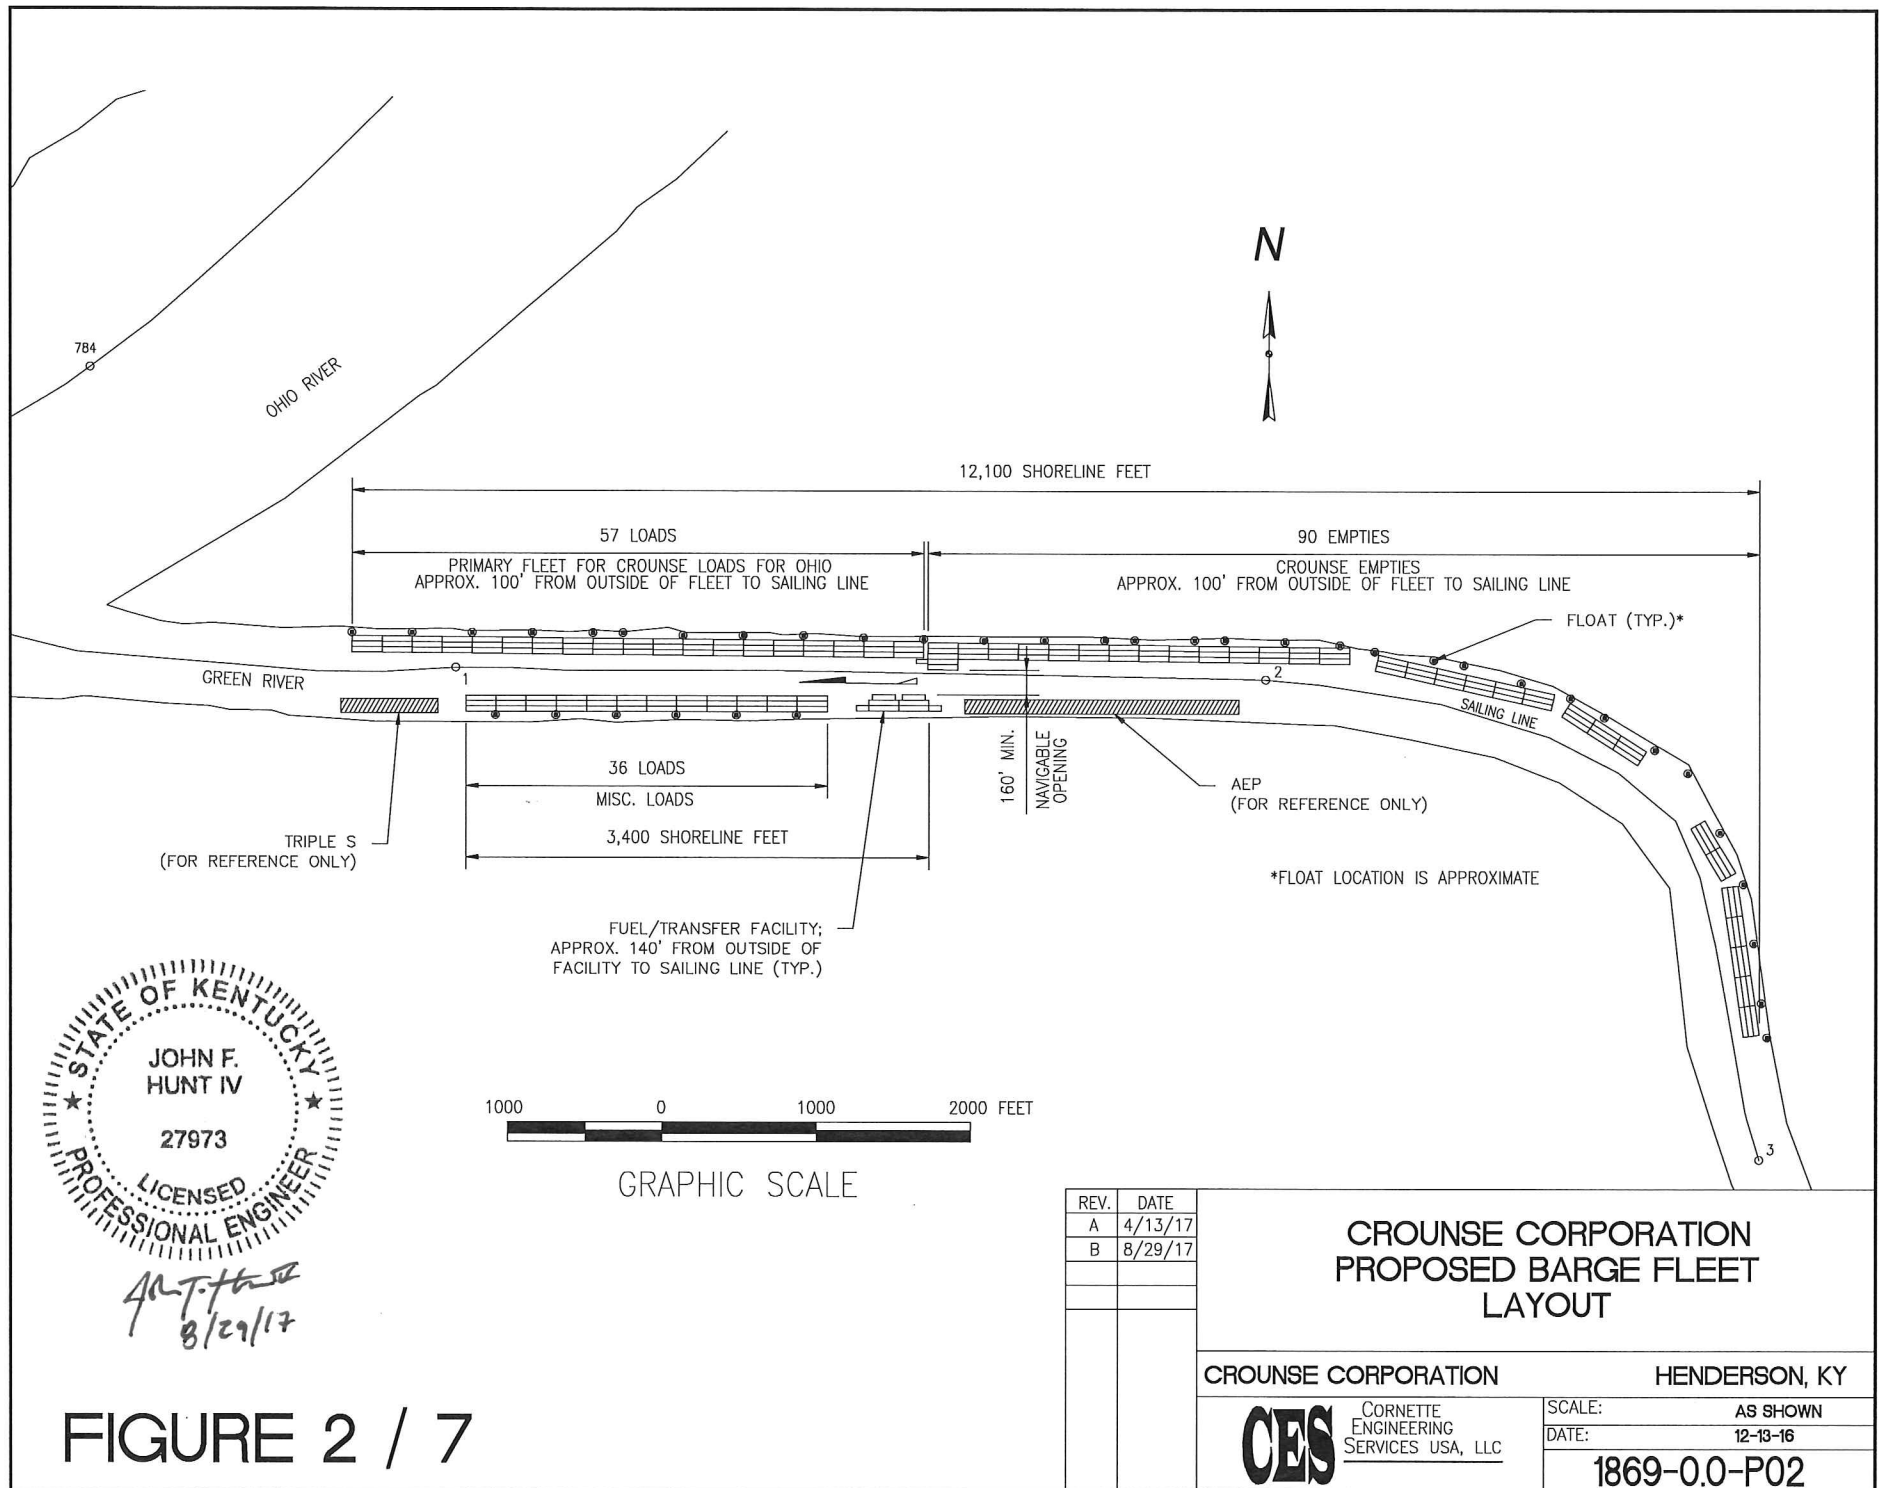 784
OHIO RIVER
N
12,100 SHORELINE FEET
57 LOADS
PRIMARY FLEET FOR CROUNSE LOADS FOR OHIO
APPROX. 100' FROM OUTSIDE OF FLEET TO SAILING LINE
90 EMPTIES
CROUNSE EMPTIES
APPROX. 100' FROM OUTSIDE OF FLEET TO SAILING LINE
FLOAT (TYP.)*
GREEN RIVER
1
2
SAILING LINE
36 LOADS
MISC. LOADS
3,400 SHORELINE FEET
160' MIN.
NAVIGABLE
OPENING
AEP
(FOR REFERENCE ONLY)
TRIPLE S
(FOR REFERENCE ONLY)
*FLOAT LOCATION IS APPROXIMATE
FUEL/TRANSFER FACILITY;
APPROX. 140' FROM OUTSIDE OF
FACILITY TO SAILING LINE (TYP.)
3
STATE OF KENTUCKY
JOHN F.
HUNT IV
27973
LICENSED
PROFESSIONAL ENGINEER
8/29/17
1000 0 1000 2000 FEET
GRAPHIC SCALE
REV. DATE
A 4/13/17
B 8/29/17
CROUNSE CORPORATION
PROPOSED BARGE FLEET
LAYOUT
CROUNSE CORPORATION HENDERSON, KY
CES
CORNETTE
ENGINEERING
SERVICES USA, LLC
SCALE: AS SHOWN
DATE: 12-13-16
1869-0.0-P02
FIGURE 2 / 7